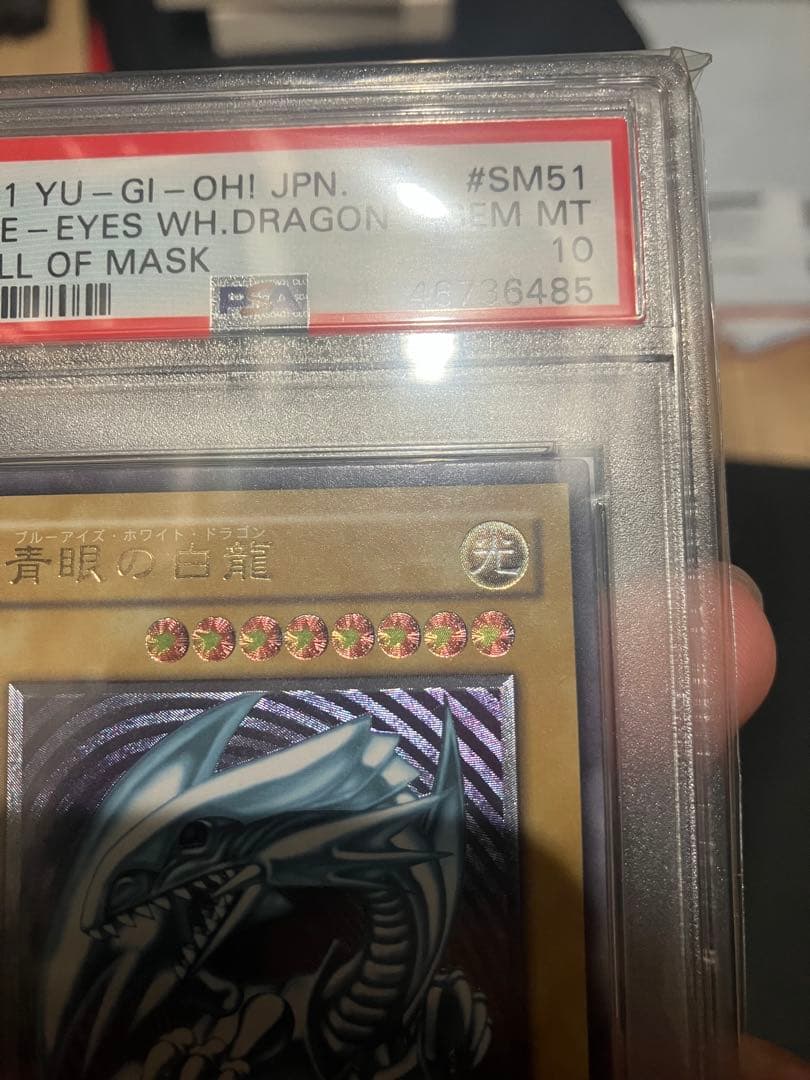 1 YU-GI-OH! JPN. #SM51
E-EYES WH.DRAGON GEM MT
LL OF MASK 10
PSA 46736485
ブルーアイズ・ホワイト・ドラゴン
青眼の白龍 光